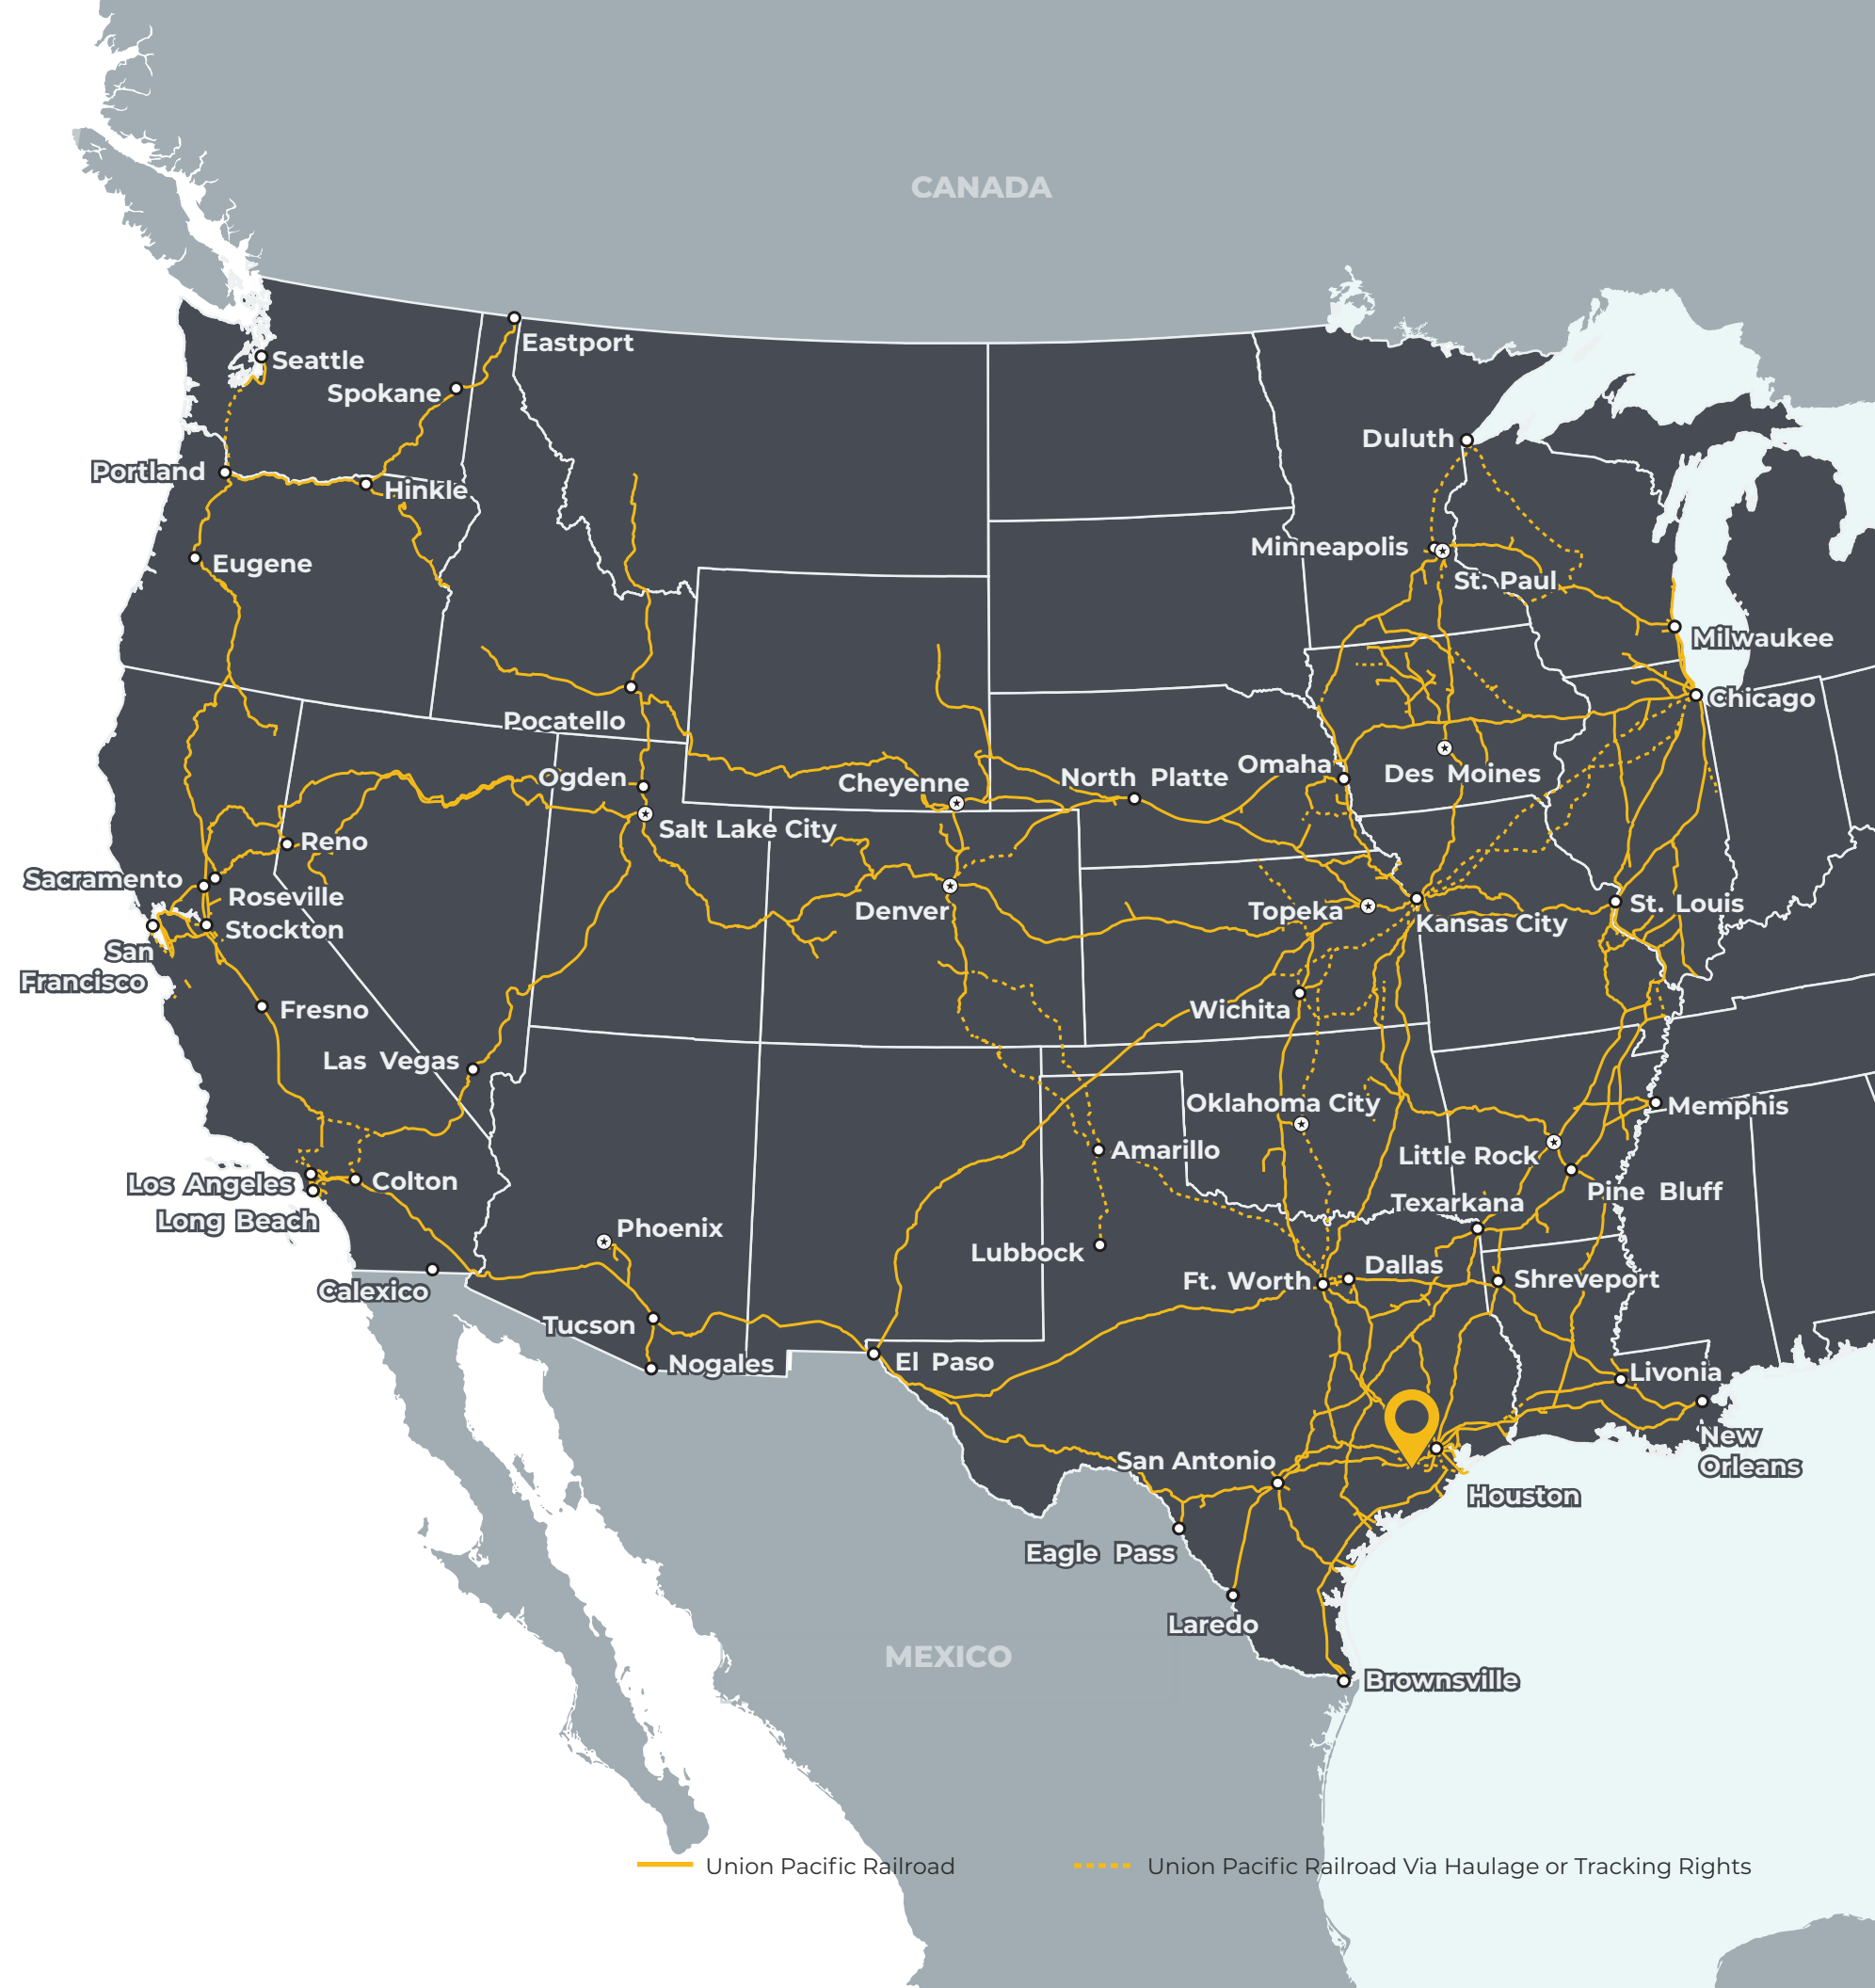 CANADA
Eastport
Seattle
Spokane
Duluth
Portland
Hinkle
Minneapolis
Eugene
St. Paul
Milwaukee
Chicago
Pocatello
Omaha
Ogden
Cheyenne
North Platte
Des Moines
Salt Lake City
Reno
Sacramento
Roseville
Denver
Topeka
St. Louis
Stockton
Kansas City
San
Francisco
Fresno
Wichita
Las Vegas
Oklahoma City
Memphis
Amarillo
Little Rock
Los Angeles
Colton
Pine Bluff
Long Beach
Texarkana
Phoenix
Lubbock
Dallas
Ft. Worth
Shreveport
Calexico
Tucson
Nogales
El Paso
Livonia
New
Orleans
San Antonio
Houston
Eagle Pass
Laredo
MEXICO
Brownsville
Union Pacific Railroad
Union Pacific Railroad Via Haulage or Tracking Rights